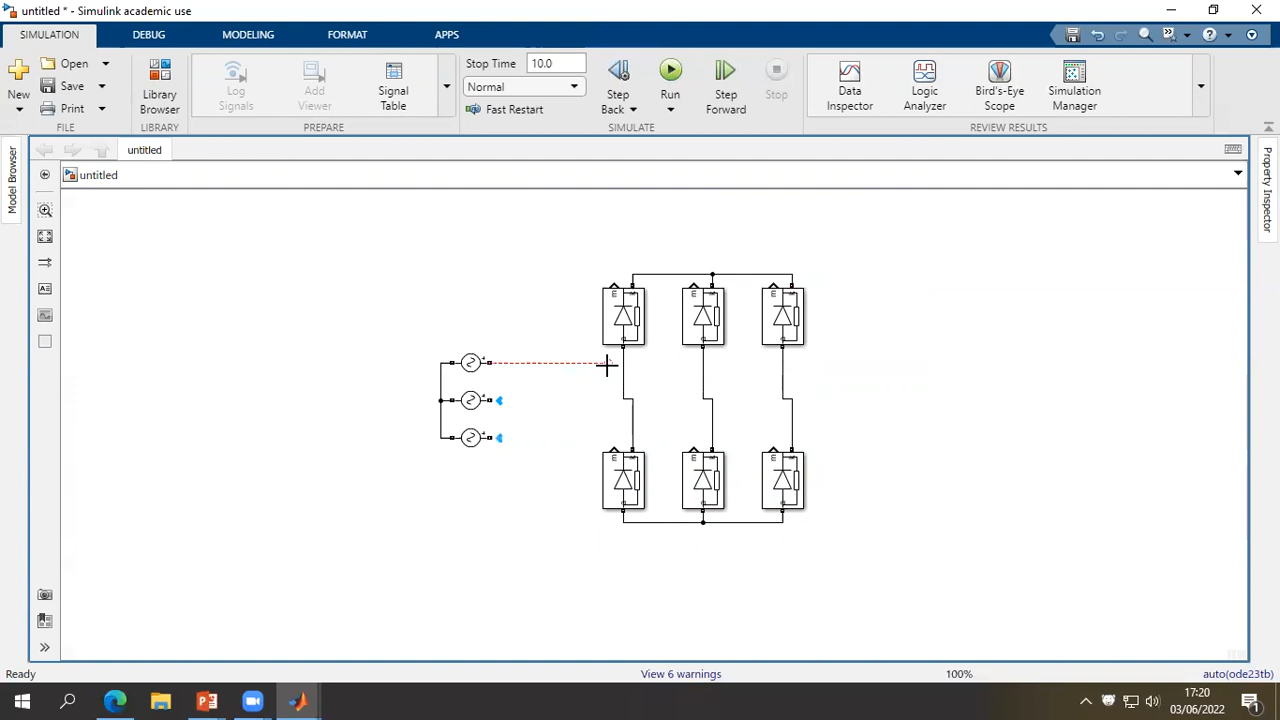 untitled * - Simulink academic use
SIMULATION
DEBUG
MODELING
FORMAT
APPS
New
Open
Save
Print
FILE
Library
Browser
LIBRARY
Log
Signals
Add
Viewer
Signal
Table
PREPARE
Stop Time
10.0
Normal
Fast Restart
Step
Back
Run
Step
Forward
Stop
SIMULATE
Data
Inspector
Logic
Analyzer
Bird's-Eye
Scope
Simulation
Manager
REVIEW RESULTS
Model Browser
untitled
untitled
Property Inspector
m
m
m
m
m
m
Ready
View 6 warnings
100%
auto(ode23tb)
17:20
03/06/2022
1